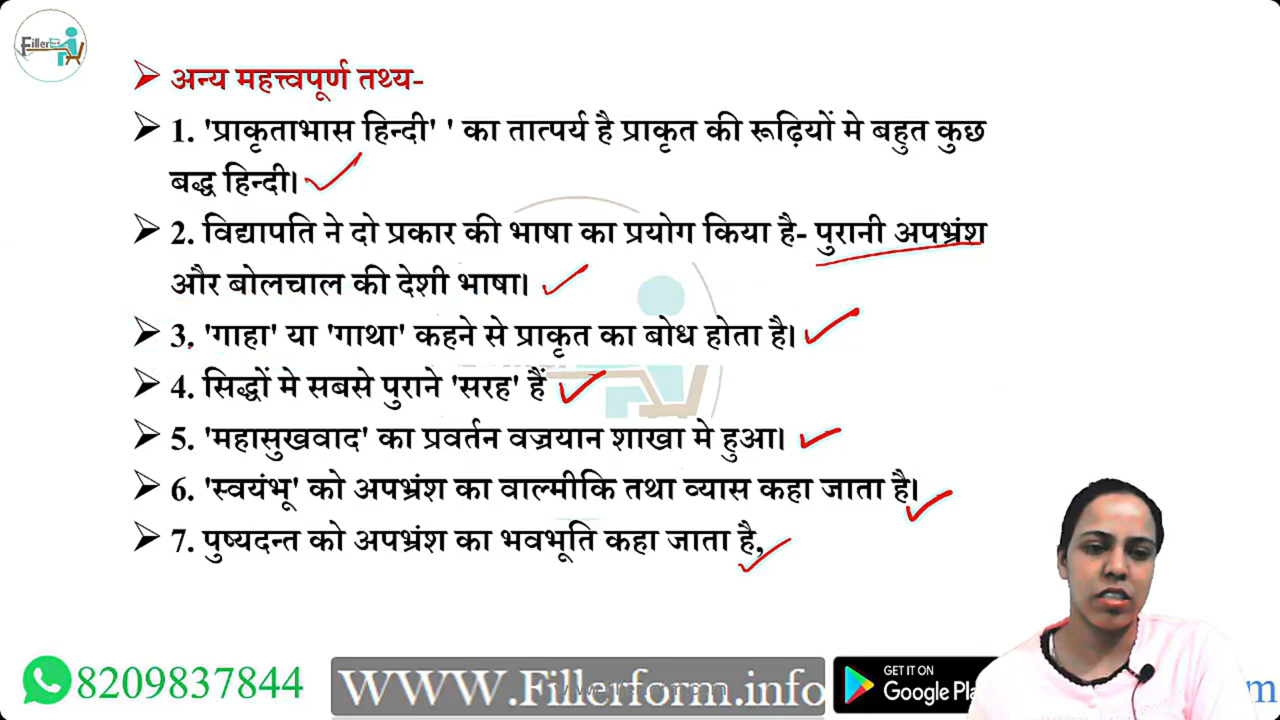 Fillerform
अन्य महत्त्वपूर्ण तथ्य-
1. 'प्राकृताभास हिन्दी' ' का तात्पर्य है प्राकृत की रूढ़ियों मे बहुत कुछ
बद्ध हिन्दी।
2. विद्यापति ने दो प्रकार की भाषा का प्रयोग किया है- पुरानी अपभ्रंश
और बोलचाल की देशी भाषा।
3. 'गाहा' या 'गाथा' कहने से प्राकृत का बोध होता है।
4. सिद्धों मे सबसे पुराने 'सरह' हैं
5. 'महासुखवाद' का प्रवर्तन वज्रयान शाखा मे हुआ।
6. 'स्वयंभू' को अपभ्रंश का वाल्मीकि तथा व्यास कहा जाता है।
7. पुष्यदन्त को अपभ्रंश का भवभूति कहा जाता है,
8209837844
WWW.Fillerform.info
GET IT ON
Google Pla
m